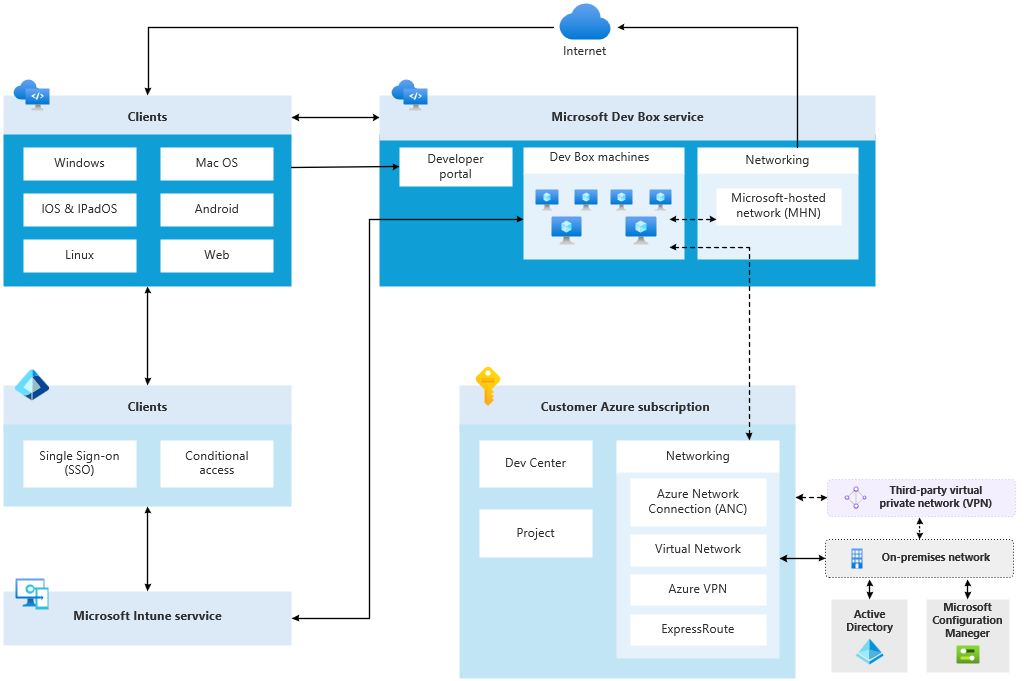 Internet
Clients
Windows
Mac OS
IOS & IPadOS
Android
Linux
Web
Microsoft Dev Box service
Developer
portal
Dev Box machines
Networking
Microsoft-hosted
network (MHN)
Clients
Single Sign-on
(SSO)
Conditional
access
Microsoft Intune servvice
Customer Azure subscription
Dev Center
Project
Networking
Azure Network
Connection (ANC)
Virtual Network
Azure VPN
ExpressRoute
Third-party virtual
private network (VPN)
On-premises network
Active
Directory
Microsoft
Configuration
Manager